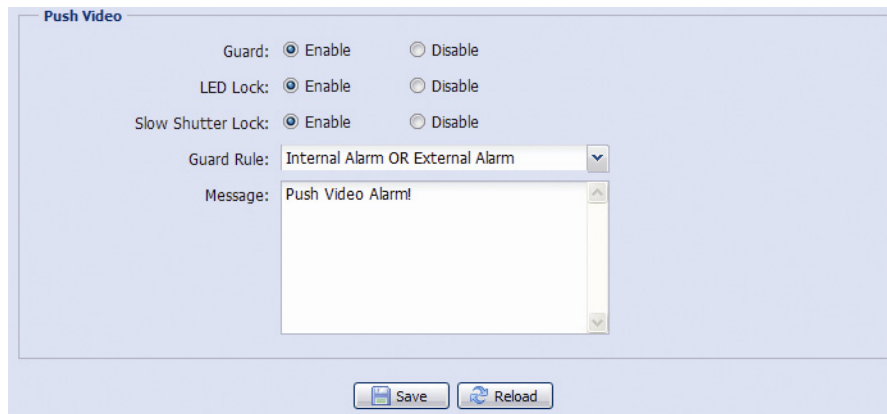 Push Video
Guard: Enable Disable
LED Lock: Enable Disable
Slow Shutter Lock: Enable Disable
Guard Rule: Internal Alarm OR External Alarm
Message: Push Video Alarm!
Save Reload